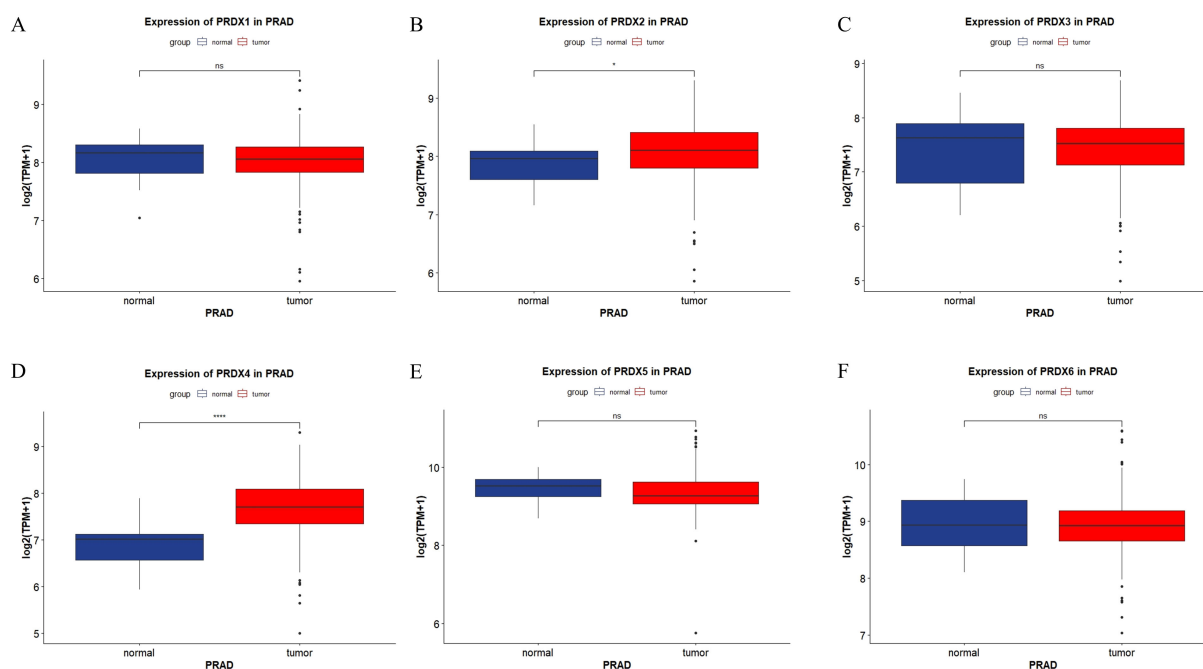 A
Expression of PRDX1 in PRAD
group normal tumor
ns
log2(TPM+1)
9
8
7
6
normal tumor
PRAD
B
Expression of PRDX2 in PRAD
group normal tumor
*
log2(TPM+1)
9
8
7
6
normal tumor
PRAD
C
Expression of PRDX3 in PRAD
group normal tumor
ns
log2(TPM+1)
9
8
7
6
5
normal tumor
PRAD
D
Expression of PRDX4 in PRAD
group normal tumor
****
log2(TPM+1)
9
8
7
6
5
normal tumor
PRAD
E
Expression of PRDX5 in PRAD
group normal tumor
ns
log2(TPM+1)
10
8
6
normal tumor
PRAD
F
Expression of PRDX6 in PRAD
group normal tumor
ns
log2(TPM+1)
10
9
8
7
normal tumor
PRAD